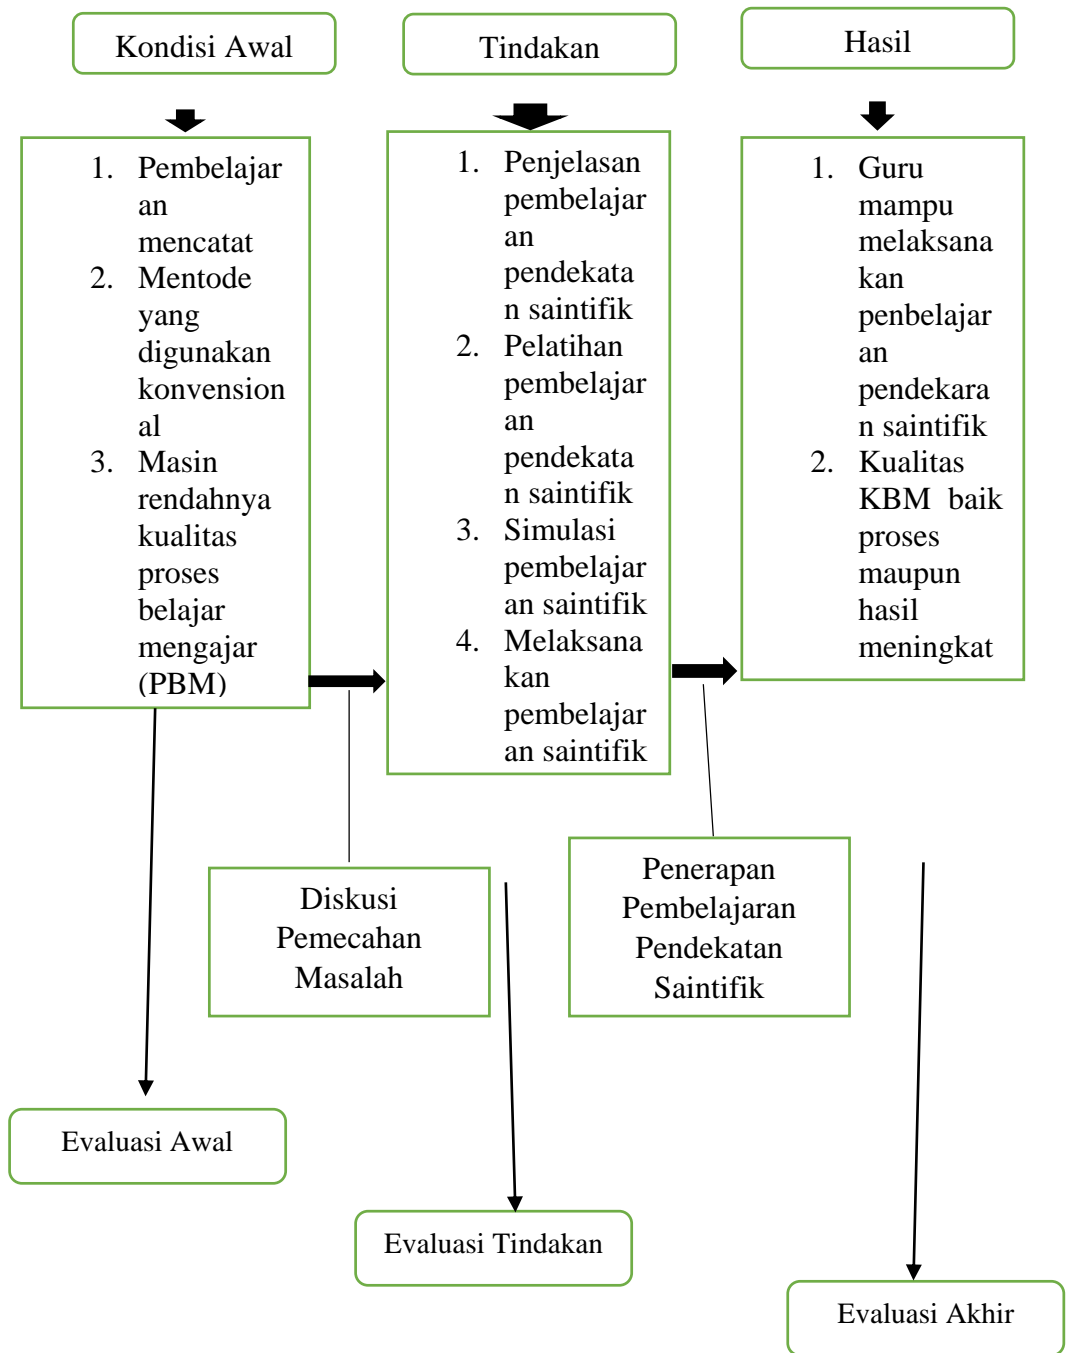 Kondisi Awal
Tindakan
Hasil
1. Pembelajar
an
mencatat
2. Mentode
yang
digunakan
konvension
al
3. Masin
rendahnya
kualitas
proses
belajar
mengajar
(PBM)
1. Penjelasan
pembelajar
an
pendekata
n saintifik
2. Pelatihan
pembelajar
an
pendekata
n saintifik
3. Simulasi
pembelajar
an saintifik
4. Melaksana
kan
pembelajar
an saintifik
1. Guru
mampu
melaksana
kan
penbelajar
an
pendekara
n saintifik
2. Kualitas
KBM baik
proses
maupun
hasil
meningkat
Diskusi
Pemecahan
Masalah
Penerapan
Pembelajaran
Pendekatan
Saintifik
Evaluasi Awal
Evaluasi Tindakan
Evaluasi Akhir